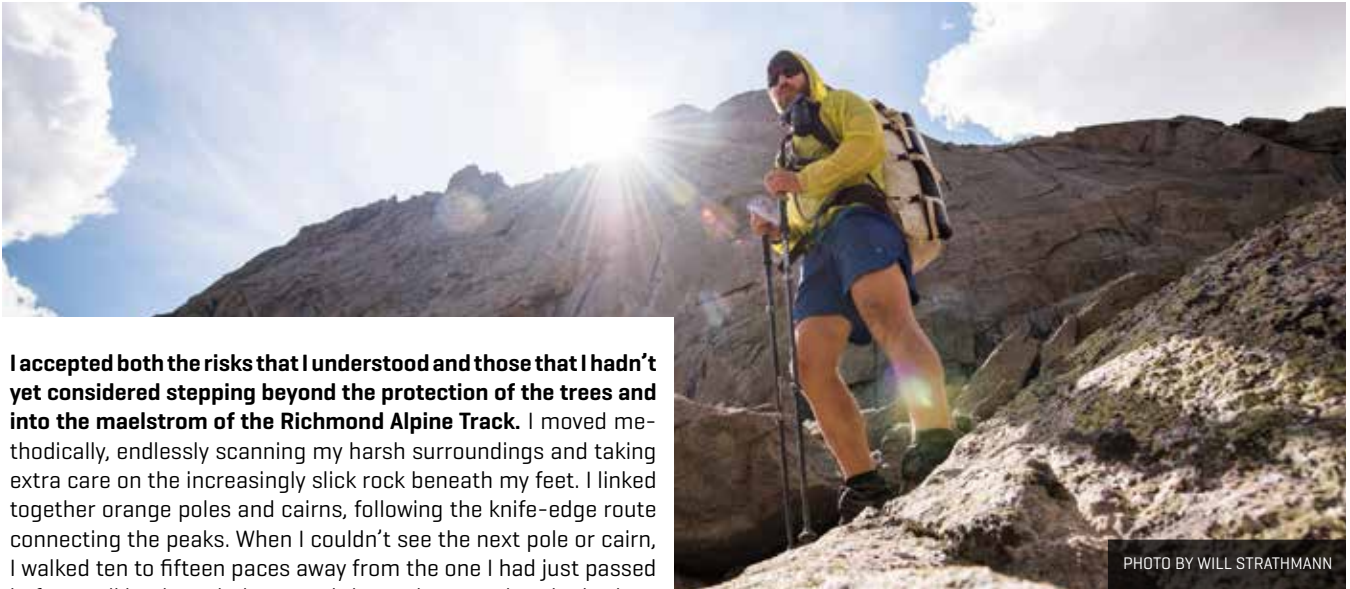 I accepted both the risks that I understood and those that I hadn't
yet considered stepping beyond the protection of the trees and
into the maelstrom of the Richmond Alpine Track. I moved me-
thodically, endlessly scanning my harsh surroundings and taking
extra care on the increasingly slick rock beneath my feet. I linked
together orange poles and cairns, following the knife-edge route
connecting the peaks. When I couldn't see the next pole or cairn,
I walked ten to fifteen paces away from the one I had just passed
PHOTO BY WILL STRATHMANN